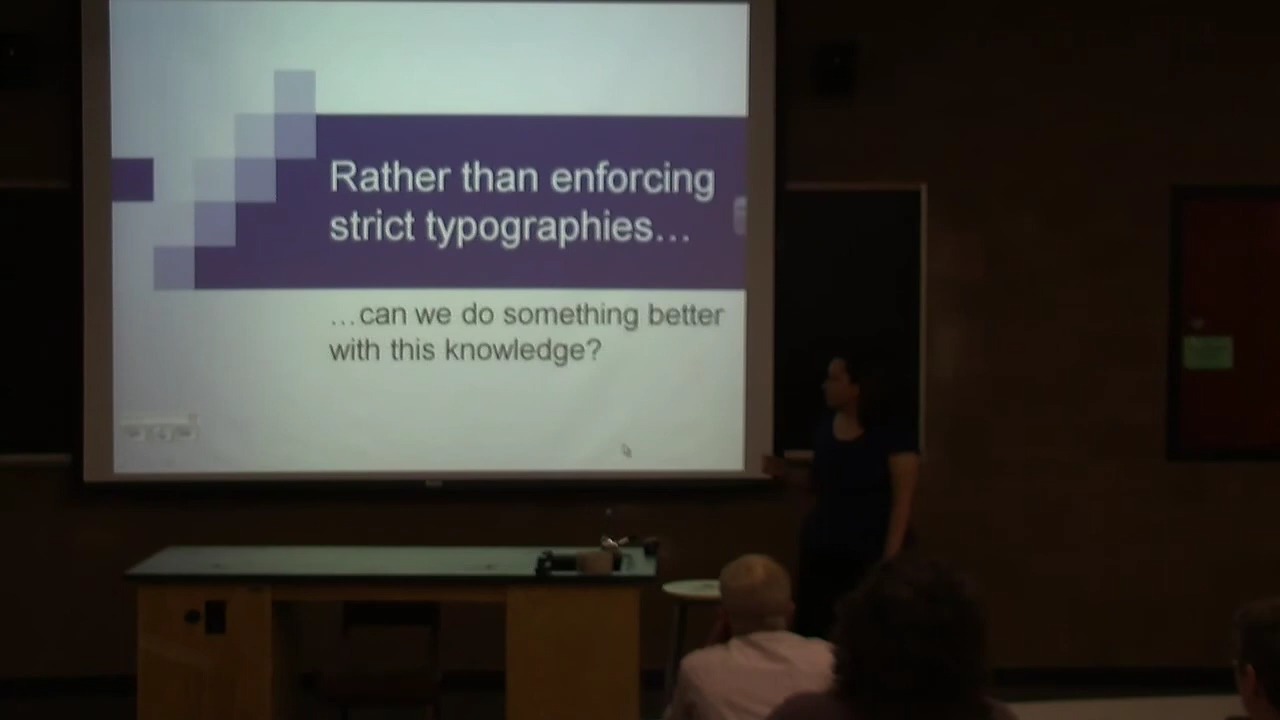 Rather than enforcing
strict typographies…
…can we do something better
with this knowledge?